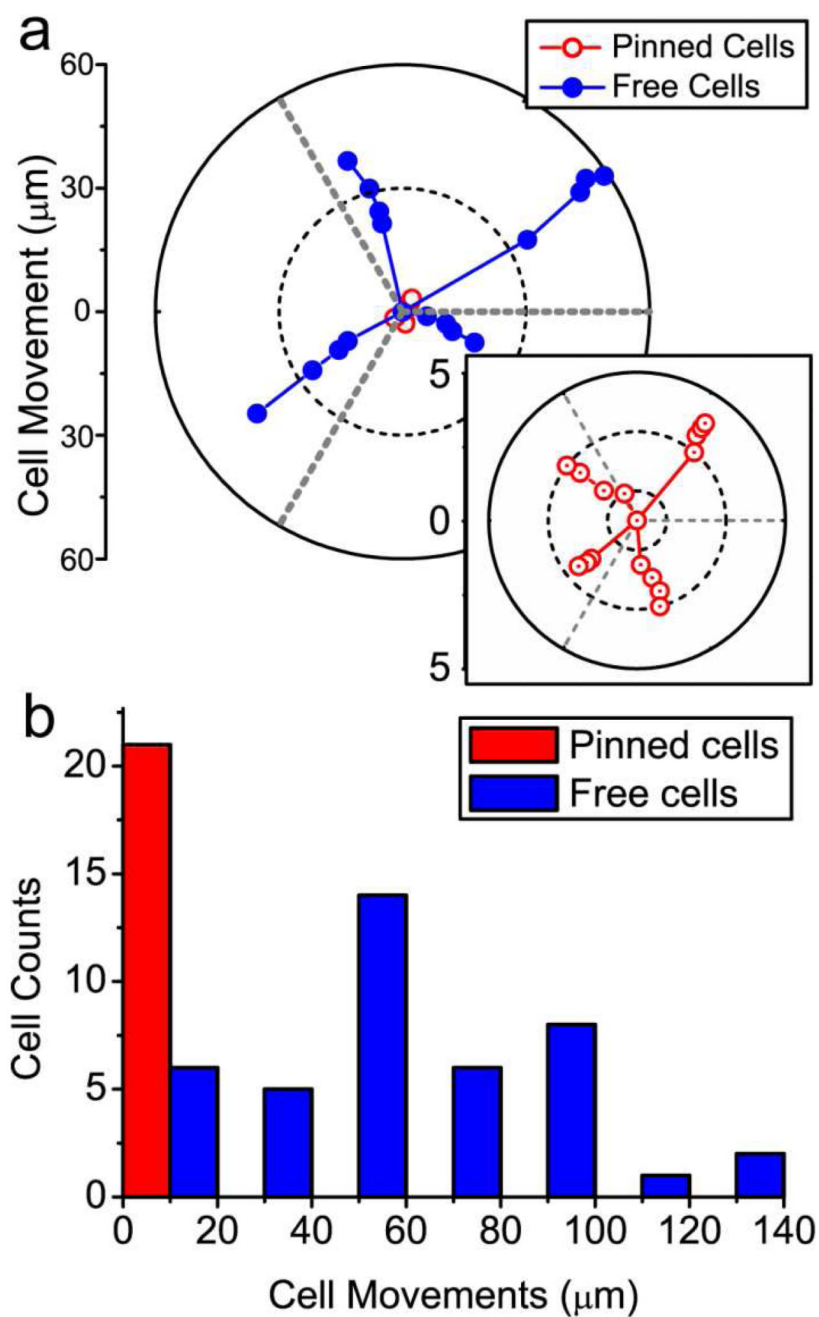 a
Pinned Cells
Free Cells
Cell Movement (μm)
60
30
0
30
60
5
0
5
b
Pinned cells
Free cells
Cell Counts
20
15
10
5
0
0 20 40 60 80 100 120 140
Cell Movements (μm)